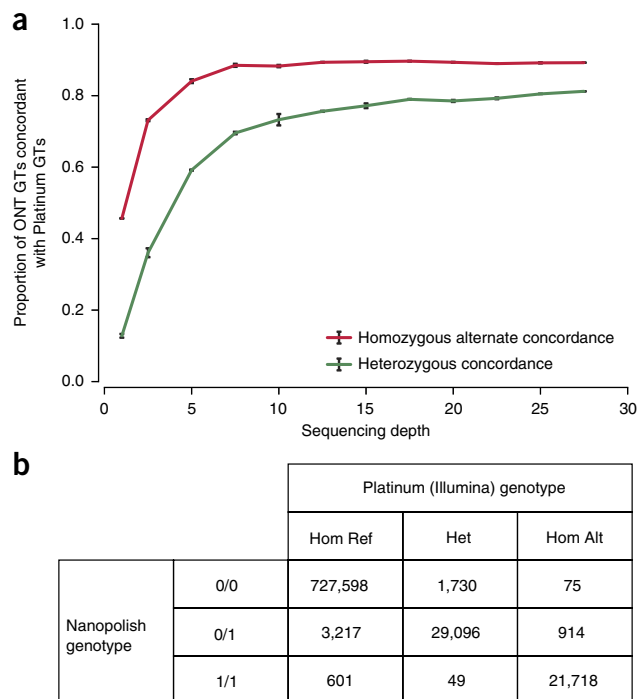 a
1.0
0.8
0.6
0.4
0.2
0.0
Proportion of ONT GTs concordant
with Platinum GTs
Homozygous alternate concordance
Heterozygous concordance
0 5 10 15 20 25 30
Sequencing depth
b
Platinum (Illumina) genotype
Hom Ref Het Hom Alt
Nanopolish
genotype
0/0 727,598 1,730 75
0/1 3,217 29,096 914
1/1 601 49 21,718